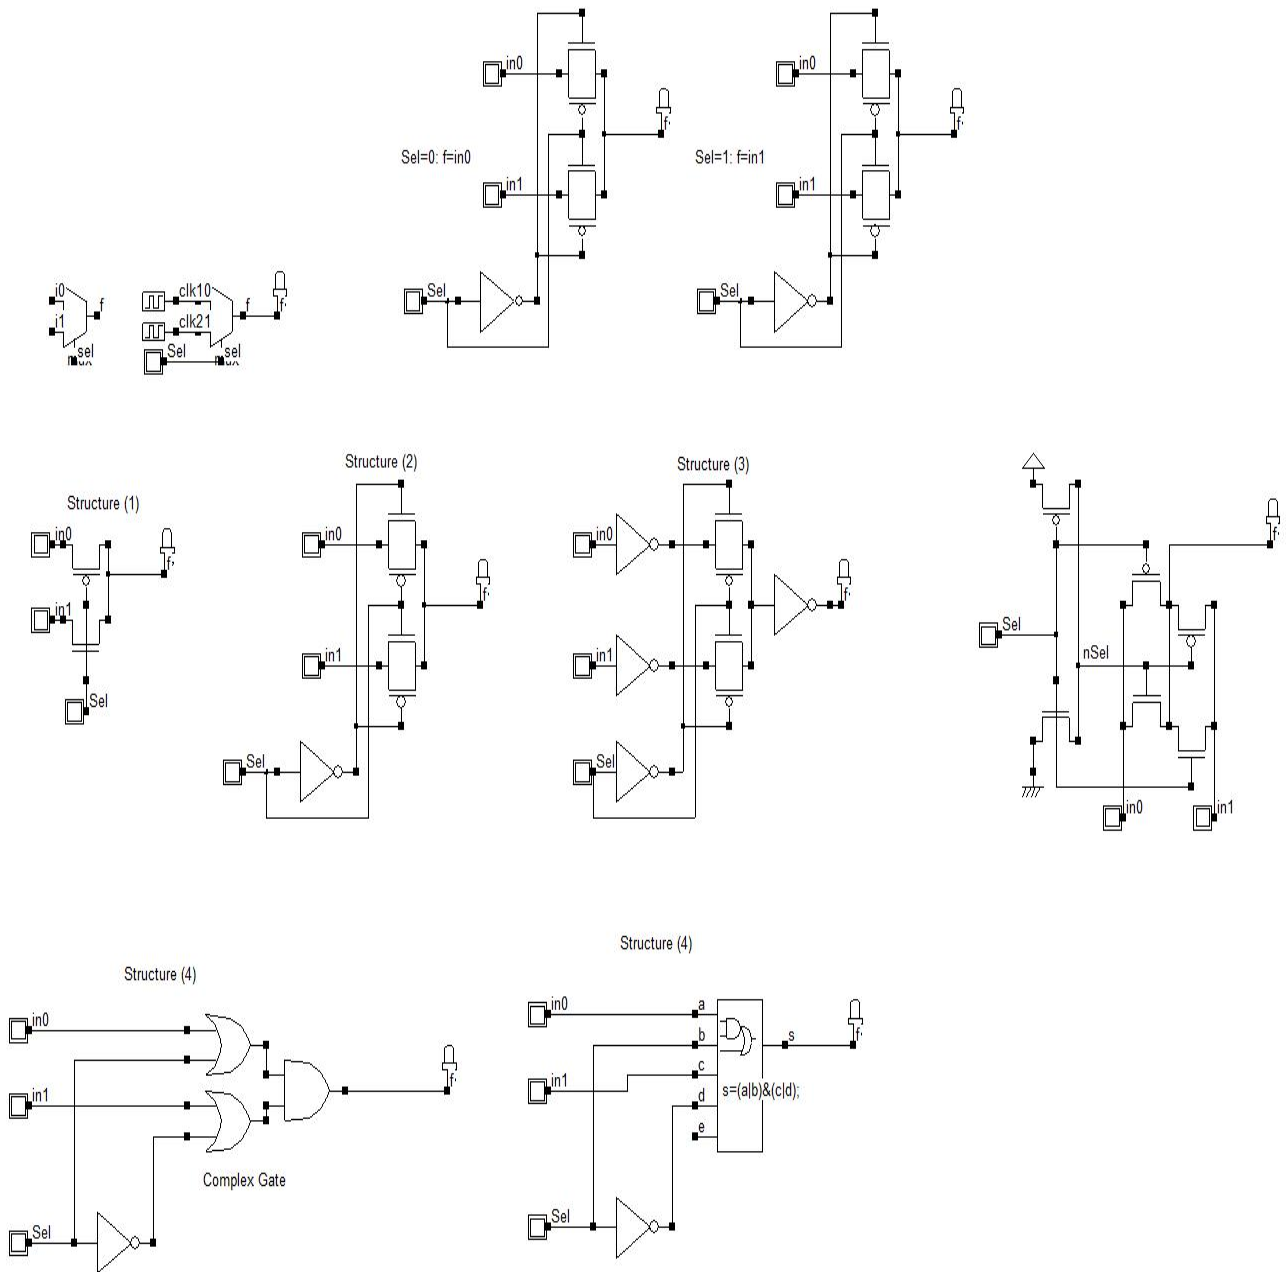 in0
f
Sel=0: f=in0
in1
Sel
in0
f
Sel=1: f=in1
in1
Sel
i0
f
i1
sel
clk10
f
f
clk21
Sel
sel
Structure (1)
in0
f
in1
Sel
Structure (2)
in0
f
in1
Sel
Structure (3)
in0
f
in1
Sel
f
Sel
nSel
in0
in1
Structure (4)
in0
in1
f
Complex Gate
Sel
Structure (4)
in0
a
f
b
s
in1
c
s=(a|b)&(c|d);
d
e
Sel